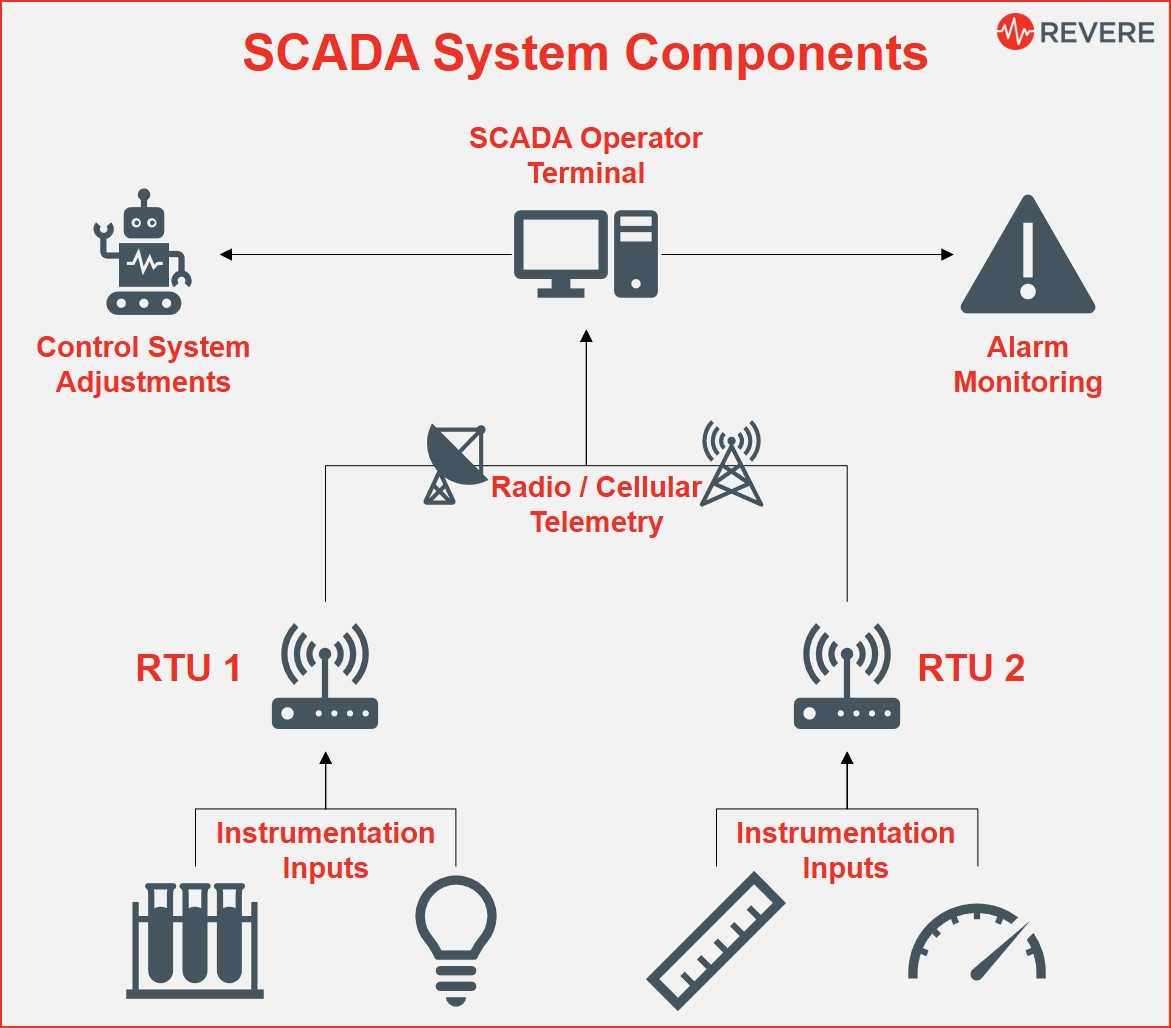 REVERE
SCADA System Components
SCADA Operator
Terminal
Control System
Adjustments
Alarm
Monitoring
Radio / Cellular
Telemetry
RTU 1
RTU 2
Instrumentation
Inputs
Instrumentation
Inputs